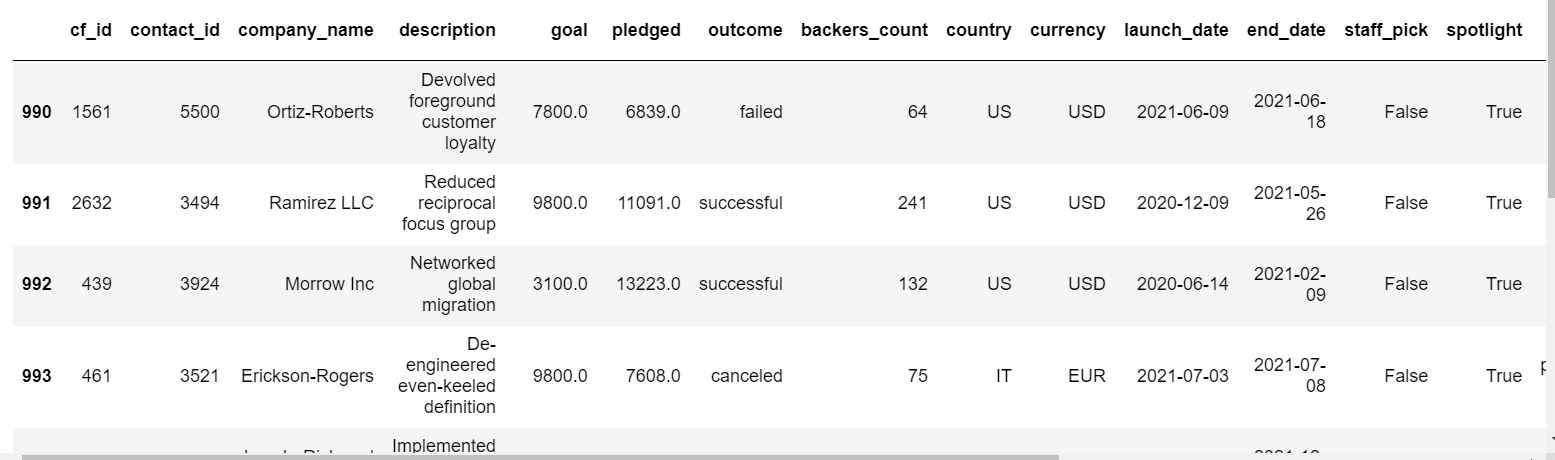 cf_id contact_id company_name description goal pledged outcome backers_count country currency launch_date end_date staff_pick spotlight
Devolved
foreground
990 1561 5500 Ortiz-Roberts customer 7800.0 6839.0 failed 64 US USD 2021-06-09 2021-06-18 False True
loyalty
Reduced
991 2632 3494 Ramirez LLC reciprocal 9800.0 11091.0 successful 241 US USD 2020-12-09 2021-05-26 False True
focus group
Networked
992 439 3924 Morrow Inc global 3100.0 13223.0 successful 132 US USD 2020-06-14 2021-02-09 False True
migration
De-
engineered
993 461 3521 Erickson-Rogers even-keeled 9800.0 7608.0 canceled 75 IT EUR 2021-07-03 2021-07-08 False True
definition
Implemented